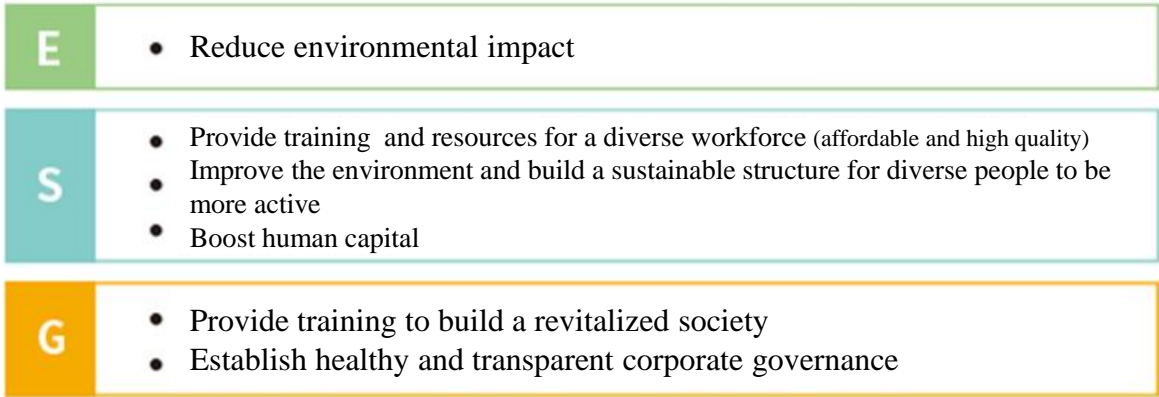 E
• Reduce environmental impact
S
• Provide training and resources for a diverse workforce (affordable and high quality)
• Improve the environment and build a sustainable structure for diverse people to be
more active
• Boost human capital
G
• Provide training to build a revitalized society
• Establish healthy and transparent corporate governance